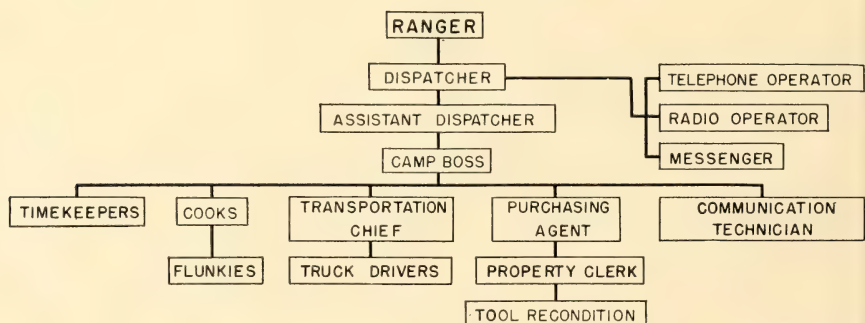 RANGER
DISPATCHER
TELEPHONE OPERATOR
ASSISTANT DISPATCHER
RADIO OPERATOR
CAMP BOSS
MESSENGER
TIMEKEEPERS
COOKS
TRANSPORTATION
CHIEF
PURCHASING
AGENT
COMMUNICATION
TECHNICIAN
FLUNKIES
TRUCK DRIVERS
PROPERTY CLERK
TOOL RECONDITION